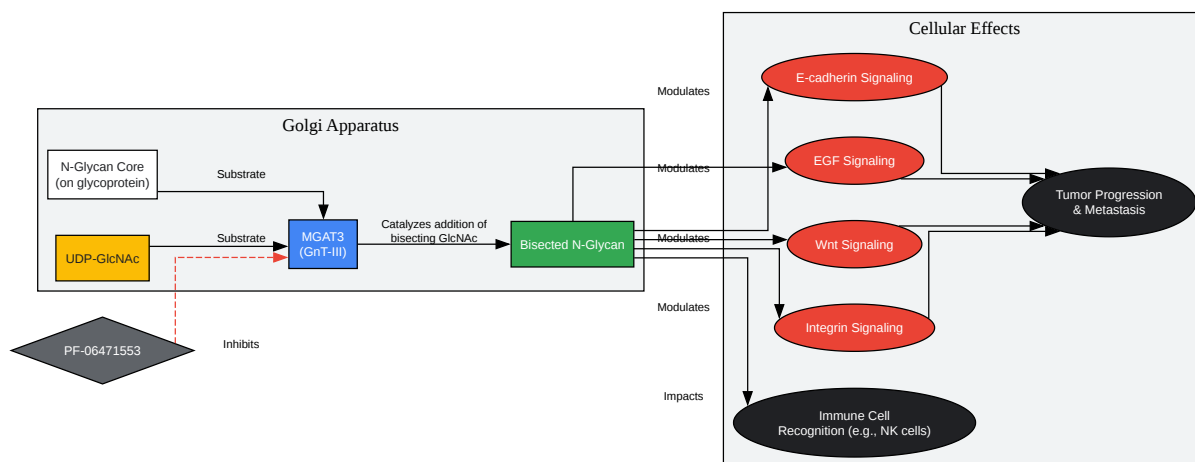 Cellular Effects
E-cadherin Signaling
Modulates
Golgi Apparatus
N-Glycan Core
(on glycoprotein)
Substrate
EGF Signaling
Modulates
Tumor Progression
& Metastasis
Catalyzes addition of
bisecting GlcNAc
MGAT3
(GnT-III)
UDP-GlcNAc
Substrate
Bisected N-Glycan
Modulates
Wnt Signaling
Modulates
Integrin Signaling
PF-06471553
Inhibits
Impacts
Immune Cell
Recognition (e.g., NK cells)